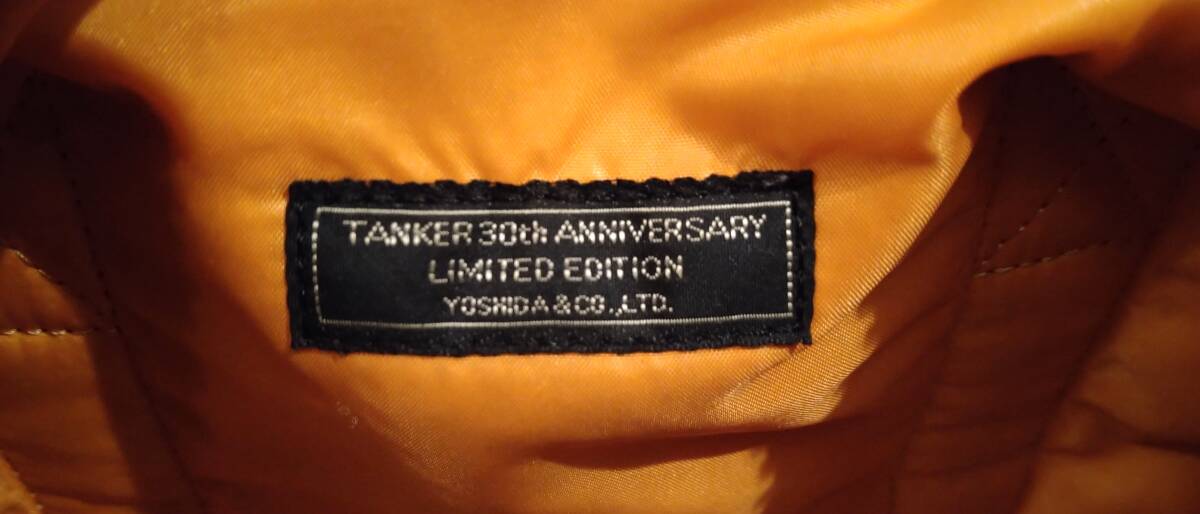 TANKER 30th ANNIVERSARY
LIMITED EDITION
YOSHIDA & CO.,LTD.